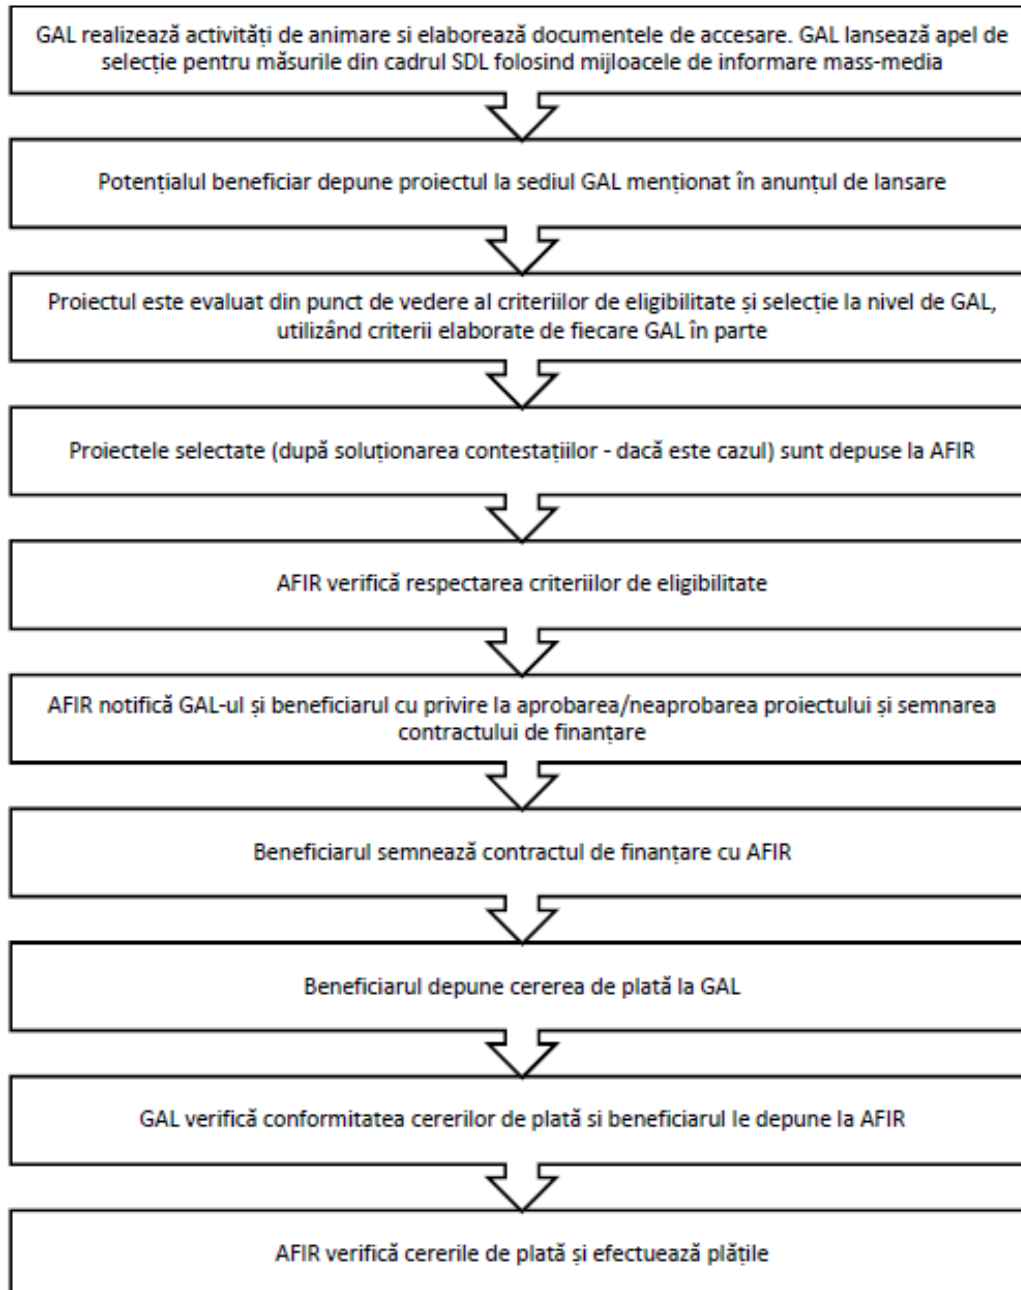 GAL realizează activități de animare si elaborează documentele de accesare. GAL lansează apel de
selecție pentru măsurile din cadrul SDL folosind mijloacele de informare mass-media
Potențialul beneficiar depune proiectul la sediul GAL menționat în anunțul de lansare
Proiectul este evaluat din punct de vedere al criteriilor de eligibilitate și selecție la nivel de GAL,
utilizând criterii elaborate de fiecare GAL în parte
Proiectele selectate (după soluționarea contestațiilor - dacă este cazul) sunt depuse la AFIR
AFIR verifică respectarea criteriilor de eligibilitate
AFIR notifică GAL-ul și beneficiarul cu privire la aprobarea/neaprobarea proiectului și semnarea
contractului de finanțare
Beneficiarul semnează contractul de finanțare cu AFIR
Beneficiarul depune cererea de plată la GAL
GAL verifică conformitatea cererilor de plată si beneficiarul le depune la AFIR
AFIR verifică cererile de plată și efectuează plățile